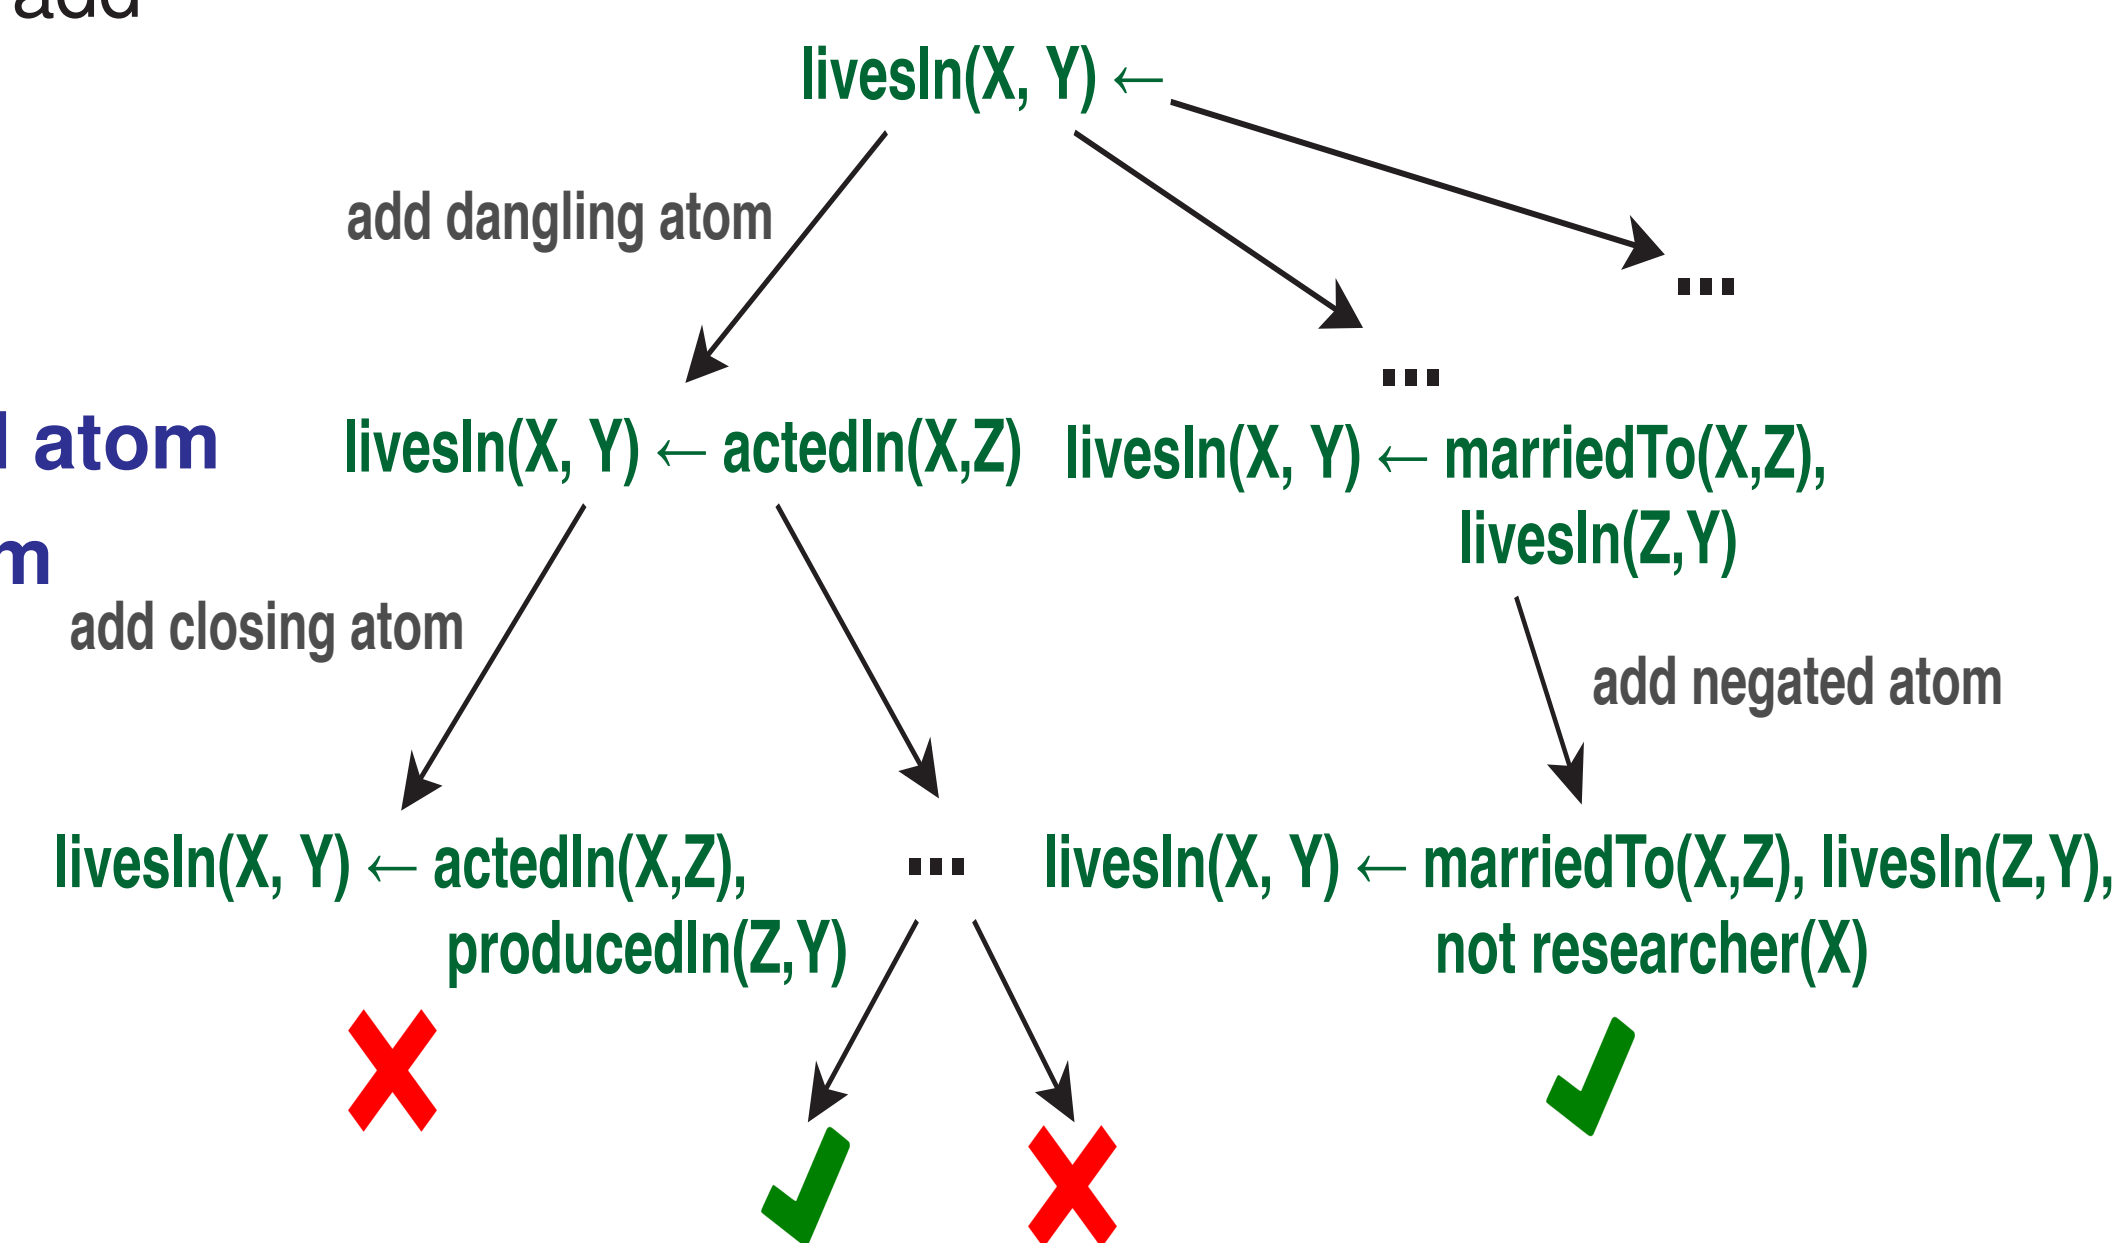 add
livesIn(X, Y) ←
add dangling atom
...
...
atom
livesIn(X, Y) ← actedIn(X,Z)
livesIn(X, Y) ← marriedTo(X,Z),
livesIn(Z,Y)
add closing atom
add negated atom
livesIn(X, Y) ← actedIn(X,Z),
producedIn(Z,Y)
...
livesIn(X, Y) ← marriedTo(X,Z), livesIn(Z,Y),
not researcher(X)